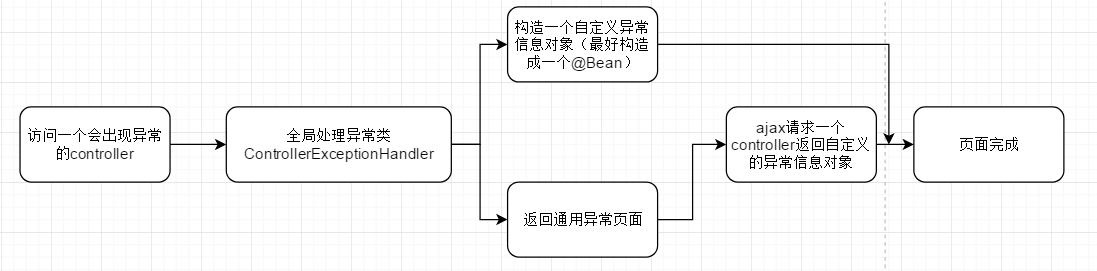 访问一个会出现异常
的controller
全局处理异常类
ControllerExceptionHandler
构造一个自定义异常
信息对象（最好构造
成一个@Bean）
返回通用异常页面
ajax请求一个
controller返回自定义
的异常信息对象
页面完成